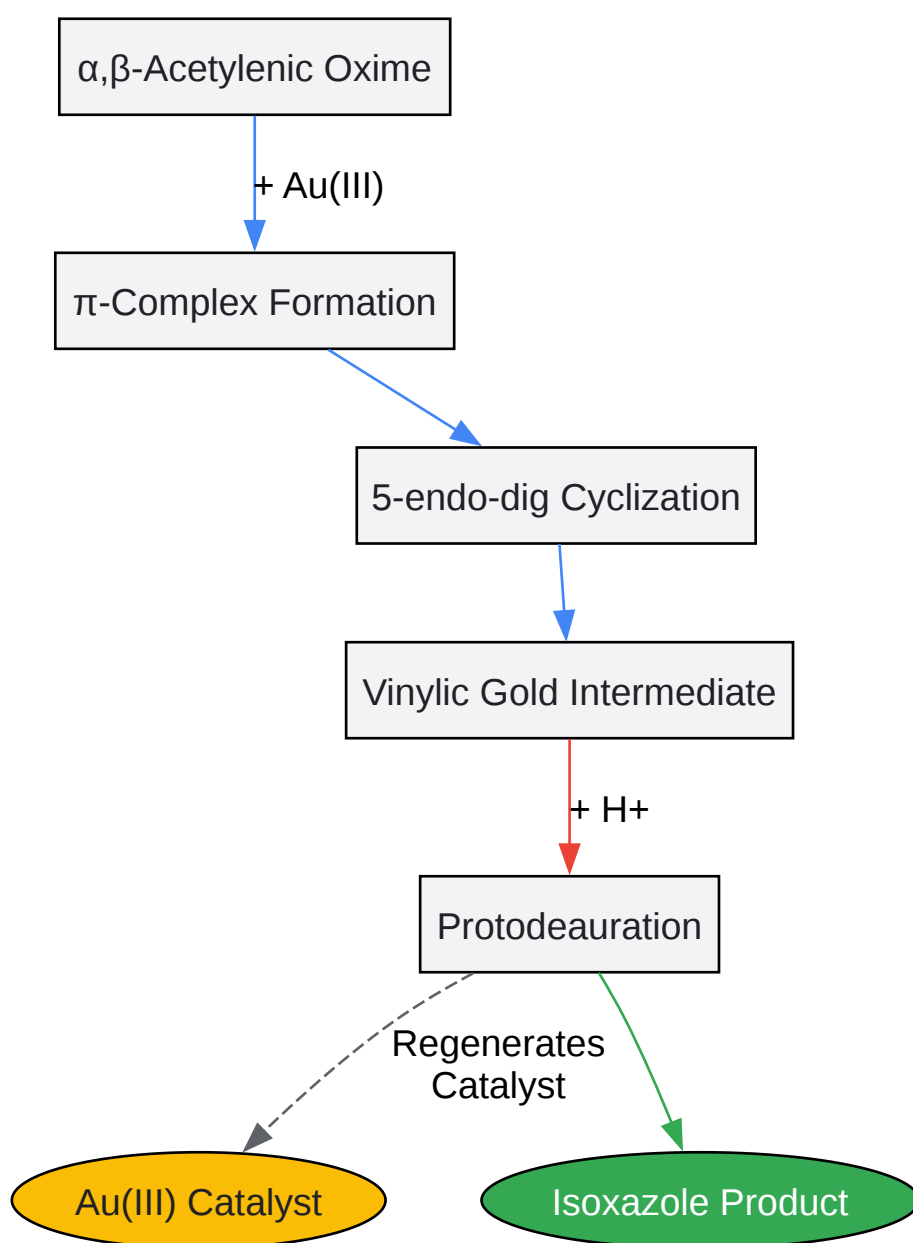 α,β-Acetylenic Oxime
+ Au(III)
π-Complex Formation
5-endo-dig Cyclization
Vinylic Gold Intermediate
+ H+
Protodeauration
Regenerates
Catalyst
Au(III) Catalyst
Isoxazole Product